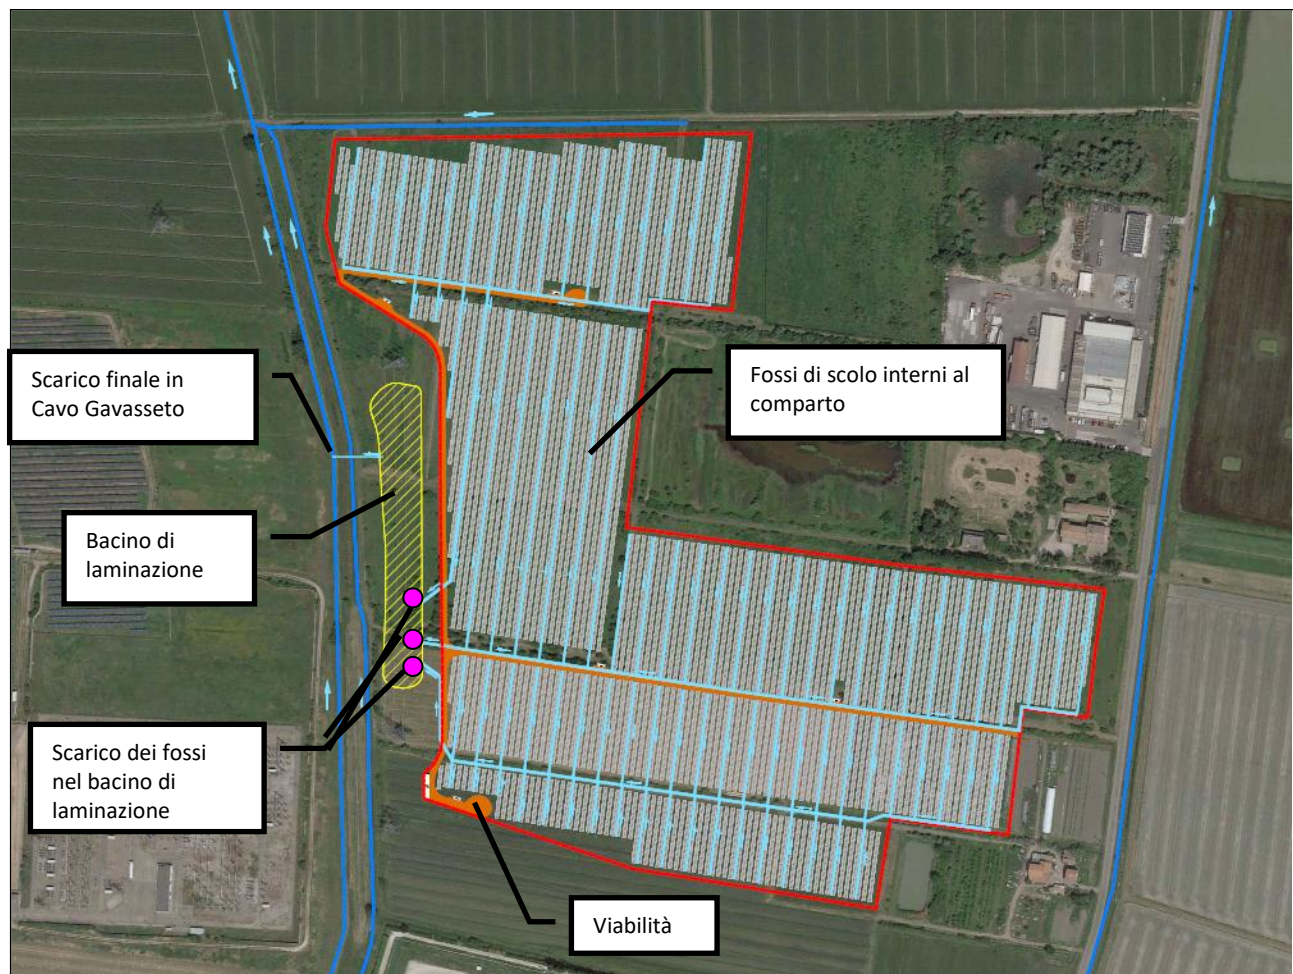 Scarico finale in
Cavo Gavasseto
Fossi di scolo interni al
comparto
Bacino di
laminazione
Scarico dei fossi
nel bacino di
laminazione
Viabilità